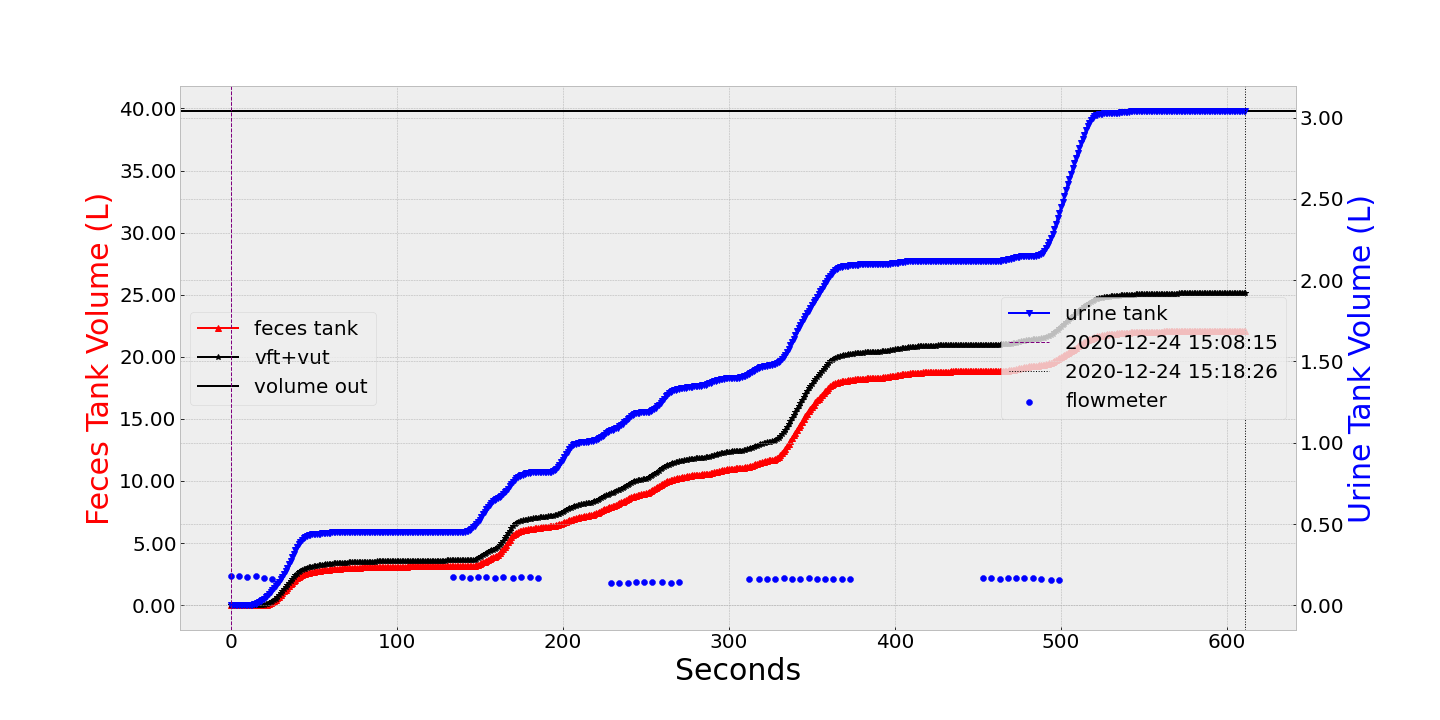 40.00
35.00
30.00
25.00
20.00
15.00
10.00
5.00
0.00
Feces Tank Volume (L)
feces tank
vft+vut
volume out
urine tank
2020-12-24 15:08:15
2020-12-24 15:18:26
flowmeter
3.00
2.50
2.00
1.50
1.00
0.50
0.00
Urine Tank Volume (L)
0 100 200 300 400 500 600
Seconds